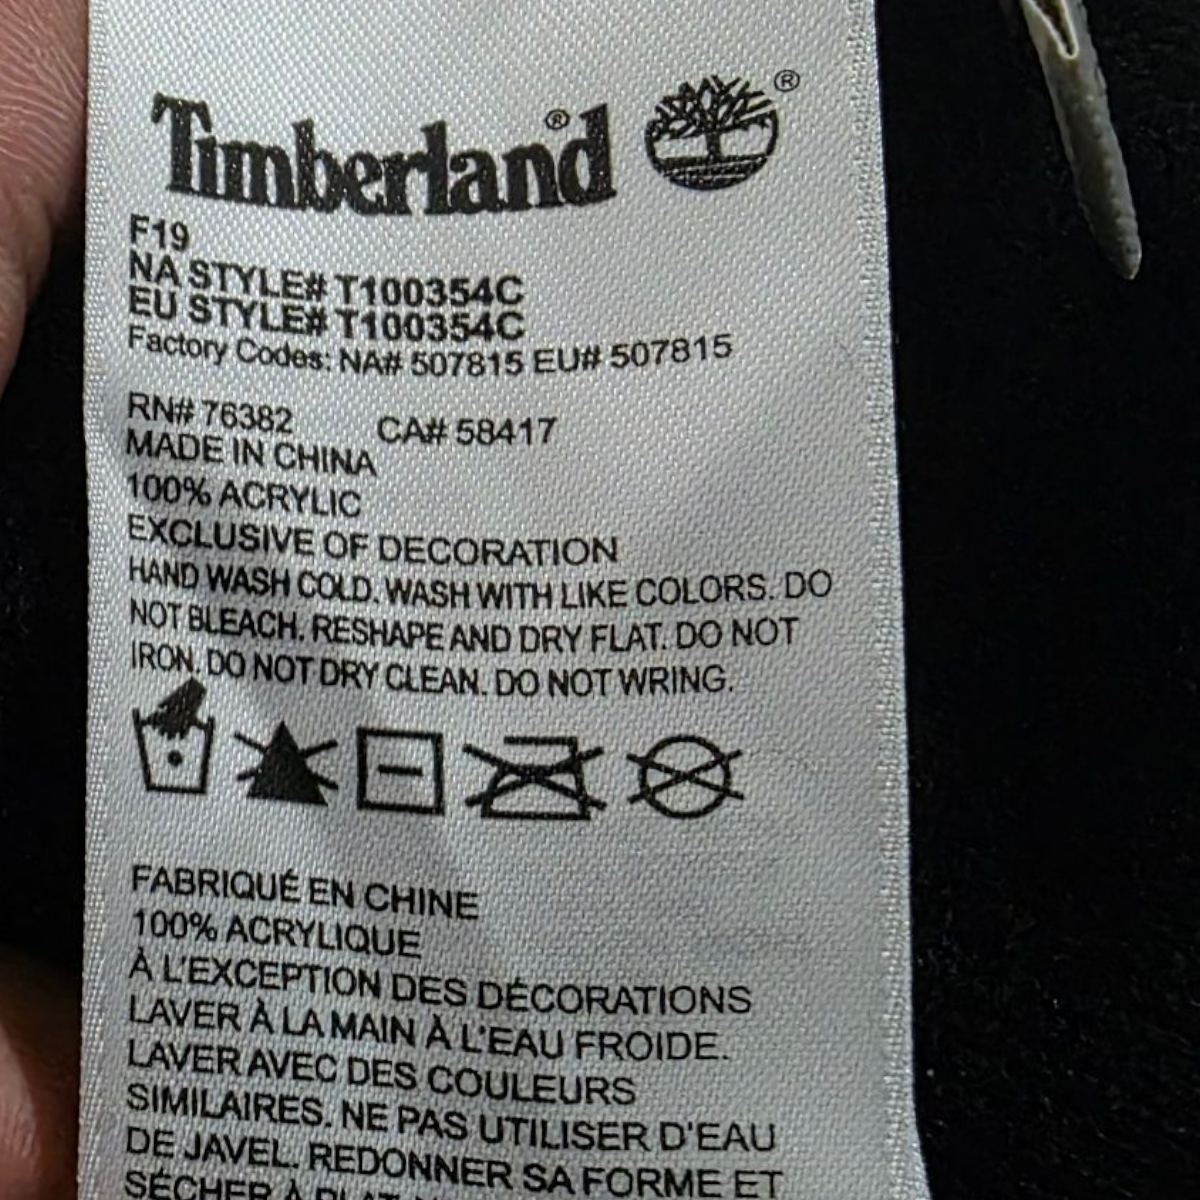 Timberland®
®
F19
NA STYLE# T100354C
EU STYLE# T100354C
Factory Codes: NA# 507815 EU# 507815
RN# 76382 CA# 58417
MADE IN CHINA
100% ACRYLIC
EXCLUSIVE OF DECORATION
HAND WASH COLD. WASH WITH LIKE COLORS. DO
NOT BLEACH. RESHAPE AND DRY FLAT. DO NOT
IRON. DO NOT DRY CLEAN. DO NOT WRING.
FABRIQUÉ EN CHINE
100% ACRYLIQUE
À L'EXCEPTION DES DÉCORATIONS
LAVER À LA MAIN À L'EAU FROIDE.
LAVER AVEC DES COULEURS
SIMILAIRES. NE PAS UTILISER D'EAU
DE JAVEL. REDONNER SA FORME ET
SÉCHER À PLAT.